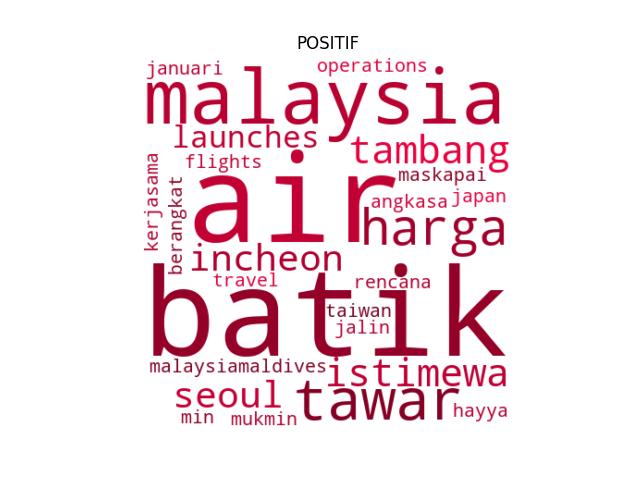 POSITIF
januari
operations
malaysia
launches
tambang
kerjasama
flights
maskapai
berangkat
air
angkasa
japan
harga
incheon
travel
rencana
batik
taiwan
jalin
malaysiamaldives
istimewa
seoul
tawar
min
mukmin
hayya